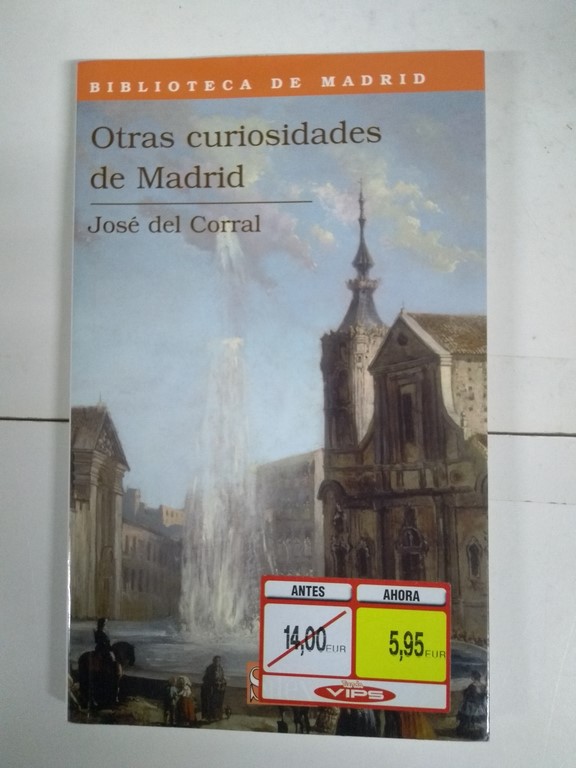 BIBLIOTECA DE MADRID
Otras curiosidades
de Madrid
José del Corral
ANTES
AHORA
14,00 EUR
5,95 EUR
VIPS